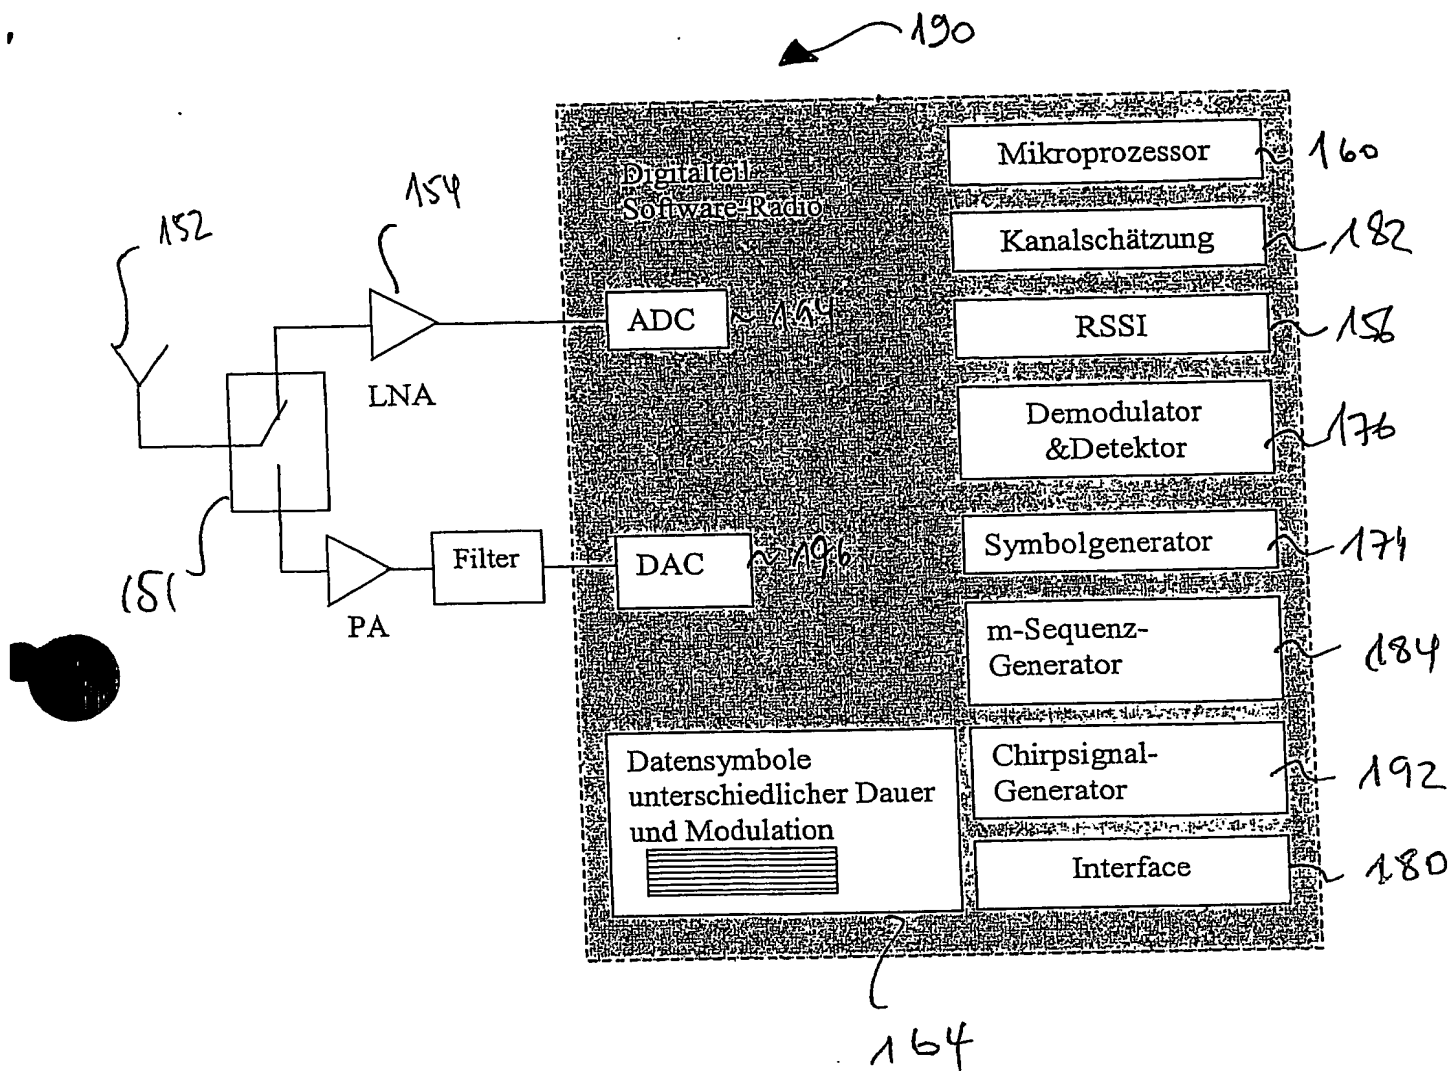 190
Mikroprozessor
160
Digitalteil
Software-Radio
154
152
Kanalschätzung
182
ADC
RSSI
LNA
Demodulator
&Detektor
176
Symbolgenerator
174
Filter
DAC
196
151
PA
m-Sequenz-
Generator
184
Datensymbole
unterschiedlicher Dauer
und Modulation
Chirpsignal-
Generator
192
Interface
180
164